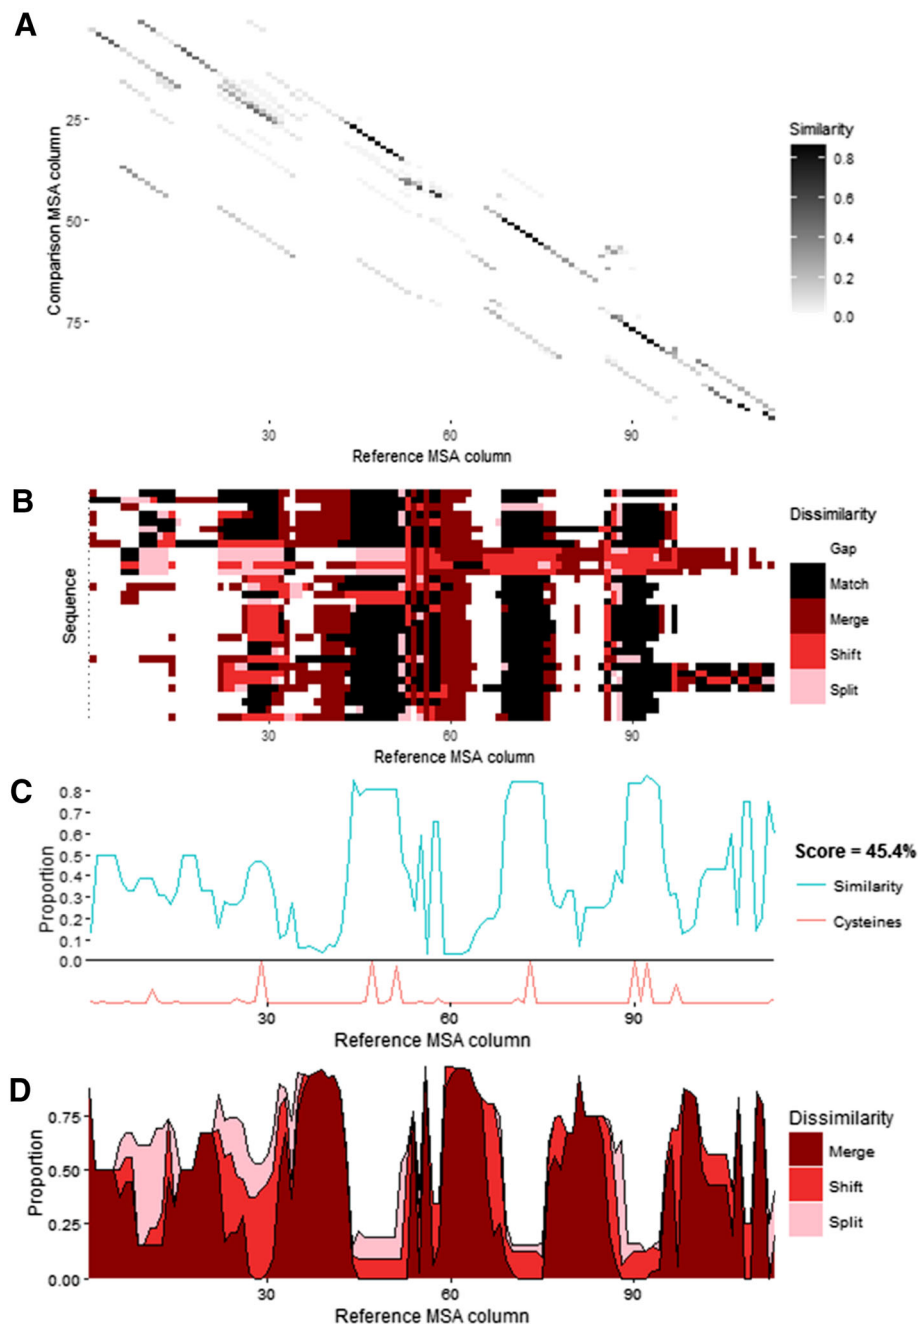 A
Comparison MSA column
25
50
75
30
60
90
Reference MSA column
Similarity
0.8
0.6
0.4
0.2
0.0
B
Sequence
30
60
90
Reference MSA column
Dissimilarity
Gap
Match
Merge
Shift
Split
C
Proportion
0.8
0.7
0.6
0.5
0.4
0.3
0.2
0.1
0.0
30
60
90
Reference MSA column
Score = 45.4%
Similarity
Cysteines
D
Proportion
0.75
0.50
0.25
0.00
30
60
90
Reference MSA column
Dissimilarity
Merge
Shift
Split